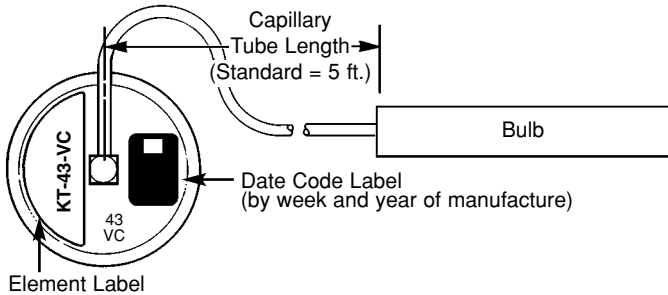 Capillary
Tube Length
(Standard = 5 ft.)
Bulb
KT-43-VC
Date Code Label
(by week and year of manufacture)
43
VC
Element Label